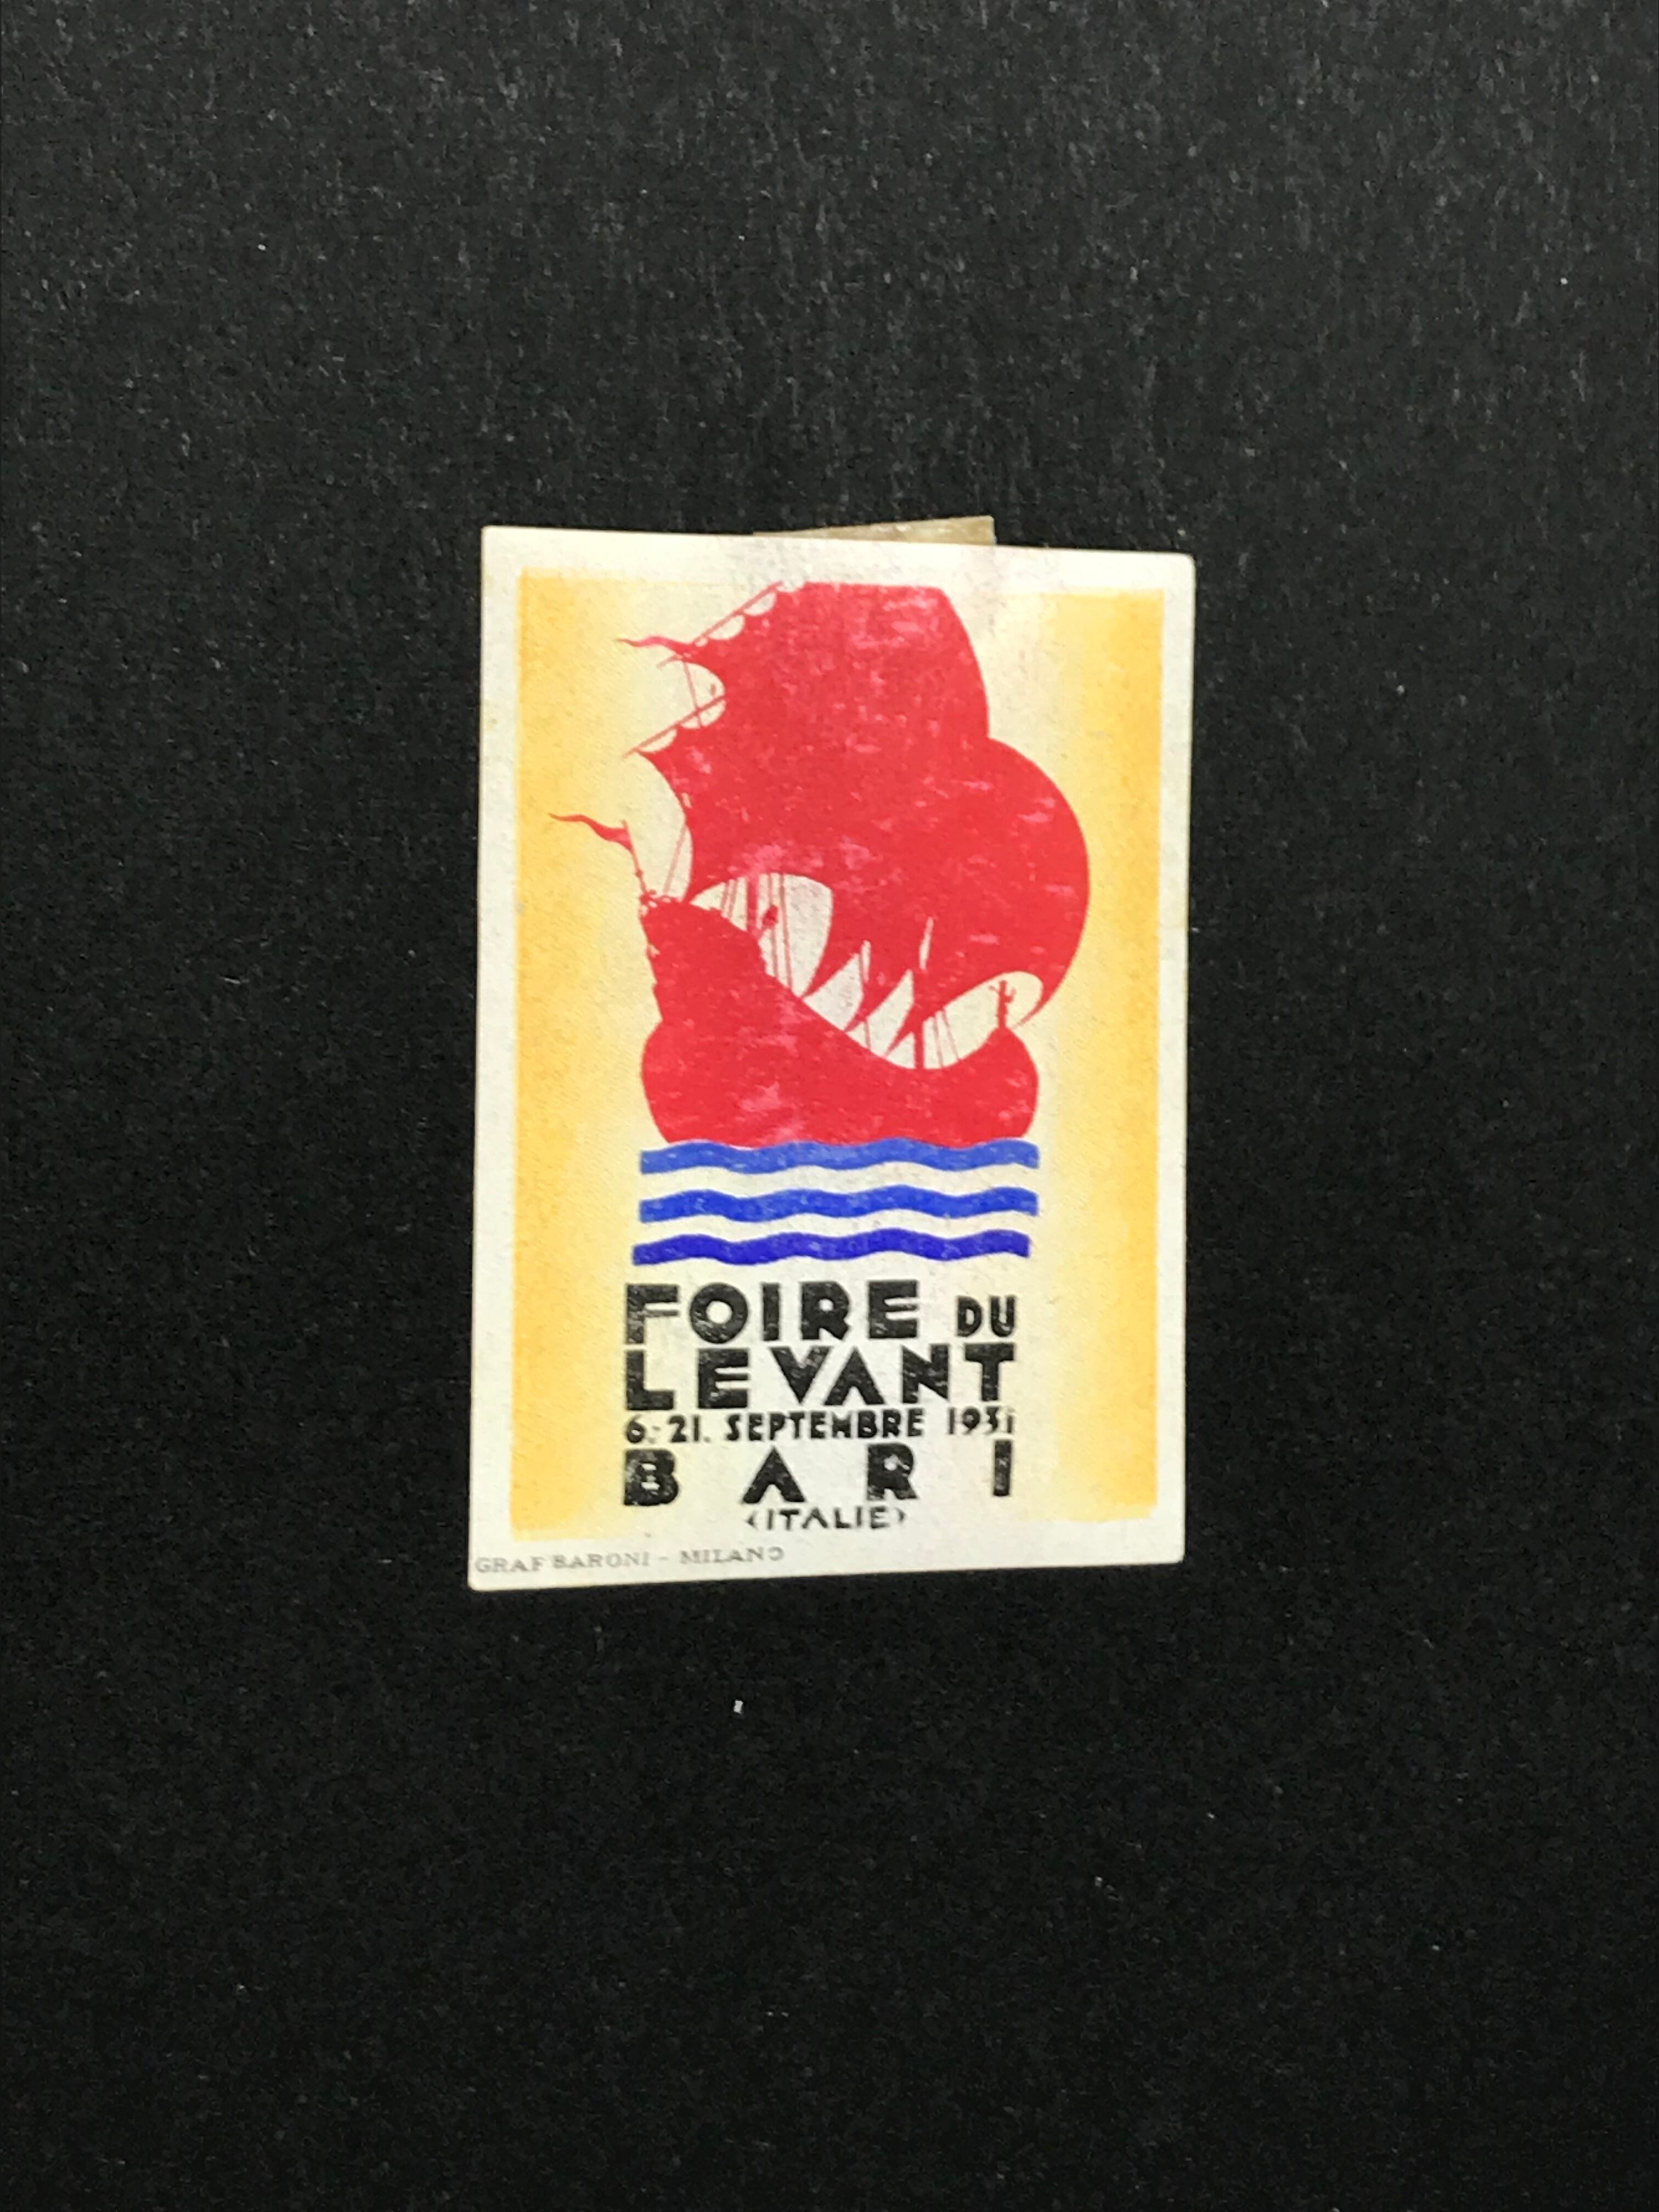 FOIRE DU
LEVANT
6.-21. SEPTEMBRE 1931
BARI
(ITALIE)
GRAF BARONI - MILANO